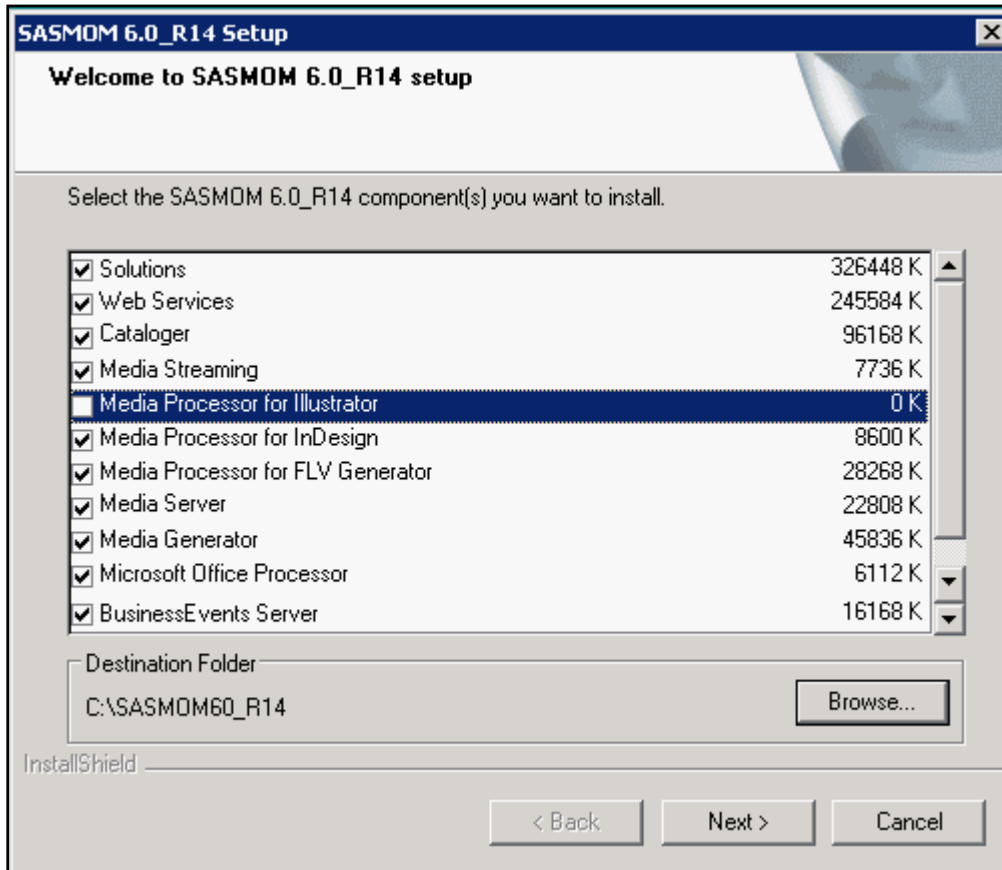 SASMOM 6.0_R14 Setup
Welcome to SASMOM 6.0_R14 setup
Select the SASMOM 6.0_R14 component(s) you want to install.
Solutions 326448 K
Web Services 245584 K
Cataloger 96168 K
Media Streaming 7736 K
Media Processor for Illustrator 0 K
Media Processor for InDesign 8600 K
Media Processor for FLV Generator 28268 K
Media Server 22808 K
Media Generator 45836 K
Microsoft Office Processor 6112 K
BusinessEvents Server 16168 K
Destination Folder
C:\SASMOM60_R14
Browse...
InstallShield
< Back Next > Cancel